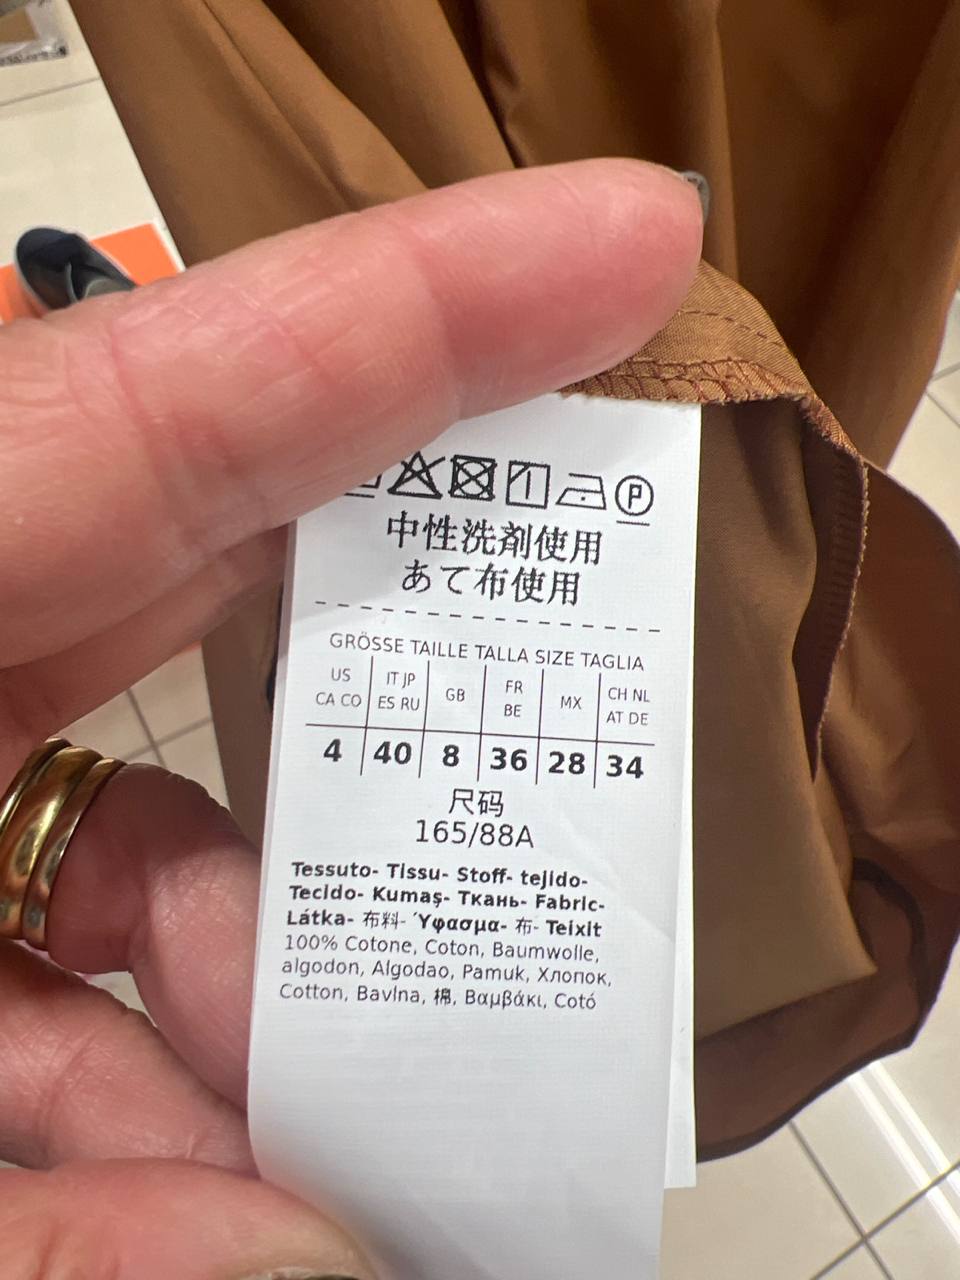 P
中性洗剤使用
あて布使用
GRÖSSE TAILLE TALLA SIZE TAGLIA
US CA CO | IT JP ES RU | GB | FR BE | MX | CH NL AT DE
4 | 40 | 8 | 36 | 28 | 34
尺码
165/88A
Tessuto- Tissu- Stoff- tejido-
Tecido- Kumaş- Ткань- Fabric-
Látka- 布料- Ύφασμα- 布- Teixit
100% Cotone, Coton, Baumwolle,
algodon, Algodao, Pamuk, Хлопок,
Cotton, Bavlna, 棉, Βαμβάκι, Cotó